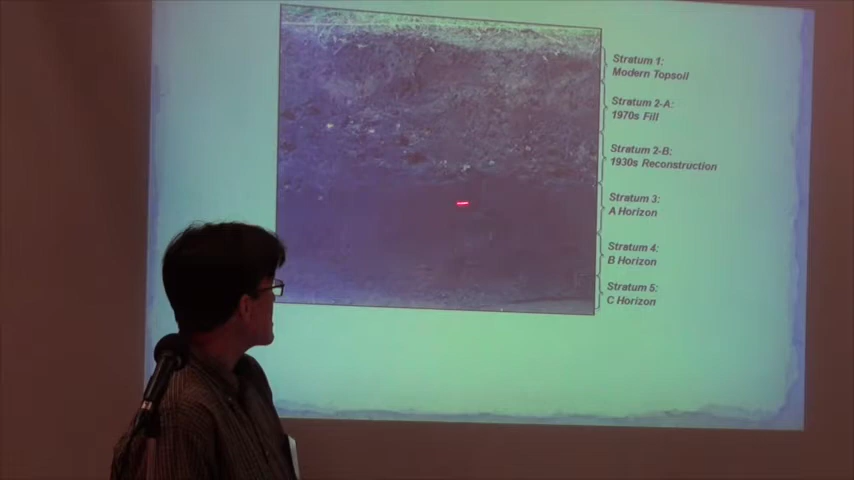 Stratum 1:
Modern Topsoil
Stratum 2-A:
1970s Fill
Stratum 2-B:
1930s Reconstruction
Stratum 3:
A Horizon
Stratum 4:
B Horizon
Stratum 5:
C Horizon